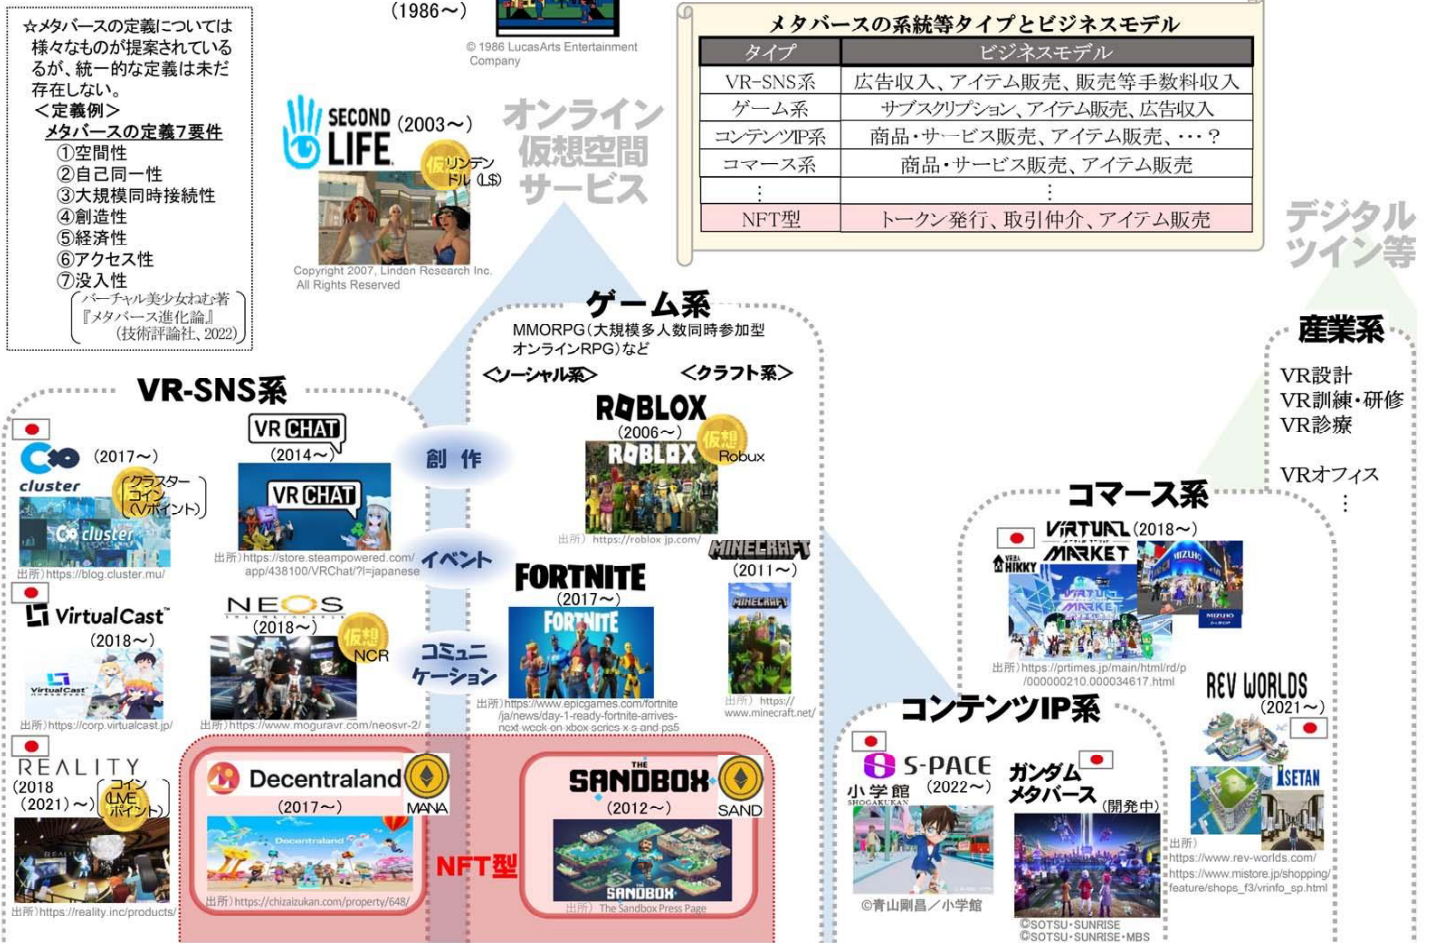 (1986～)
© 1986 LucasArts Entertainment
Company
☆メタバースの定義については
様々なものが提案されてい
るが、統一的な定義は未だ
存在しない。
＜定義例＞
メタバースの定義7要件
①空間性
②自己同一性
③大規模同時接続性
④創造性
⑤経済性
⑥アクセス性
⑦没入性
バーチャル美少女ねむ著
『メタバース進化論』
(技術評論社、2022)
SECOND
LIFE.
(2003～)
仮想
リンデン
ドル (L$)
Copyright 2007, Linden Research Inc.
All Rights Reserved
オンライン
仮想空間
サービス
メタバースの系統等タイプとビジネスモデル
タイプ ビジネスモデル
VR-SNS系 広告収入、アイテム販売、販売等手数料収入
ゲーム系 サブスクリプション、アイテム販売、広告収入
コンテンツIP系 商品・サービス販売、アイテム販売、・・・？
コマース系 商品・サービス販売、アイテム販売
： ：
NFT型 トークン発行、取引仲介、アイテム販売
デジタル
ツイン等
産業系
VR設計
VR訓練・研修
VR診療
VRオフィス
：
ゲーム系
MMORPG(大規模多人数同時参加型
オンラインRPG)など
＜ソーシャル系＞ ＜クラフト系＞
ROBLOX
(2006～)
仮想
Robux
ROBLOX
出所） https://roblox jp.com/
MINECRAFT
(2011～)
MINECRAFT
出所） https://
www.minecraft.net/
FORTNITE
(2017～)
FORTNITE
出所)https://www.epicgames.com/fortnite
/ja/news/day-1-ready-fortnite-arrives-
next-week-on-xbox-series-x-s-and-ps5
VR-SNS系
cluster
(2017～)
クラスター
コイン
(Vポイント)
cluster
出所）https://blog.cluster.mu/
VR CHAT
(2014～)
VR CHAT
出所）https://store.steampowered.com/
app/438100/VRChat/?l=japanese
VirtualCast™
(2018～)
VirtualCast
出所）https://corp.virtualcast.jp/
NEOS
(2018～)
仮想
NCR
出所）https://www.moguravr.com/neosvr-2/
REALITY
(2018
(2021)～)
コイン
(LIVE
ポイント)
REALITY
出所）https://reality.inc/products/
創 作
イベント
コミュニ
ケーション
Decentraland
(2017～)
MANA
Decentraland
出所）https://chizaizukan.com/property/648/
NFT型
THE
SANDBOX
(2012～)
SAND
THE
SANDBOX
出所） The Sandbox Press Page
コマース系
VIRTUAL
MARKET
(2018～)
HIKKY
VIRTUAL
MARKET
MIZUHO
MIZUHO
出所）https://prtimes.jp/main/html/rd/p
/000000210.000034617.html
REV WORLDS
(2021～)
ISETAN
出所）
https://www.rev-worlds.com/
https://www.mistore.jp/shopping/
feature/shops_f3/vrinfo_sp.html
コンテンツIP系
S-PACE
小学館
SHOGAKUKAN
(2022～)
©青山剛昌／小学館
ガンダム
メタバース
(開発中)
©SOTSU・SUNRISE
©SOTSU・SUNRISE・MBS